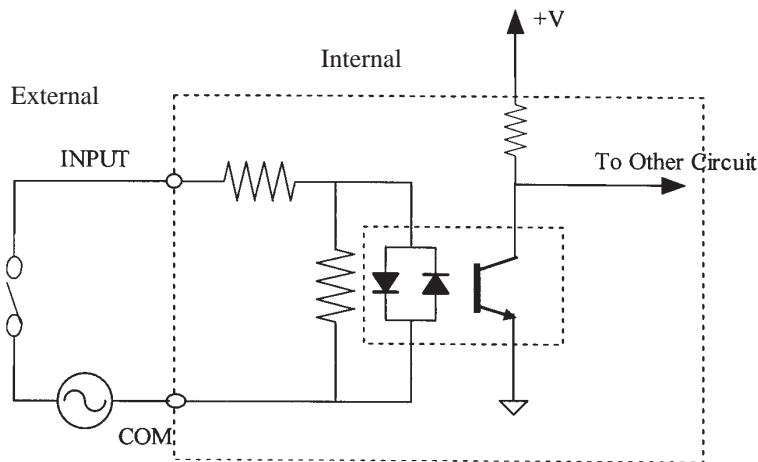 +V
Internal
External
INPUT
To Other Circuit
COM